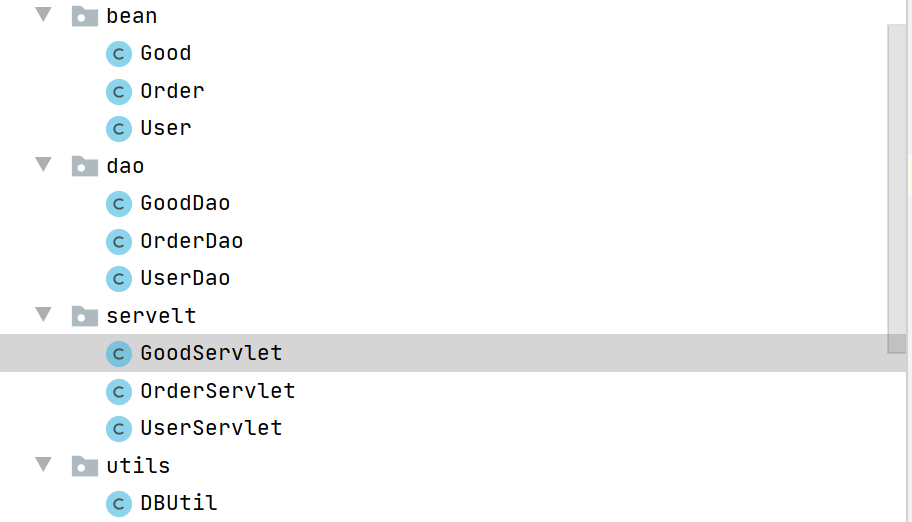 bean
Good
Order
User
dao
GoodDao
OrderDao
UserDao
servelt
GoodServlet
OrderServlet
UserServlet
utils
DBUtil